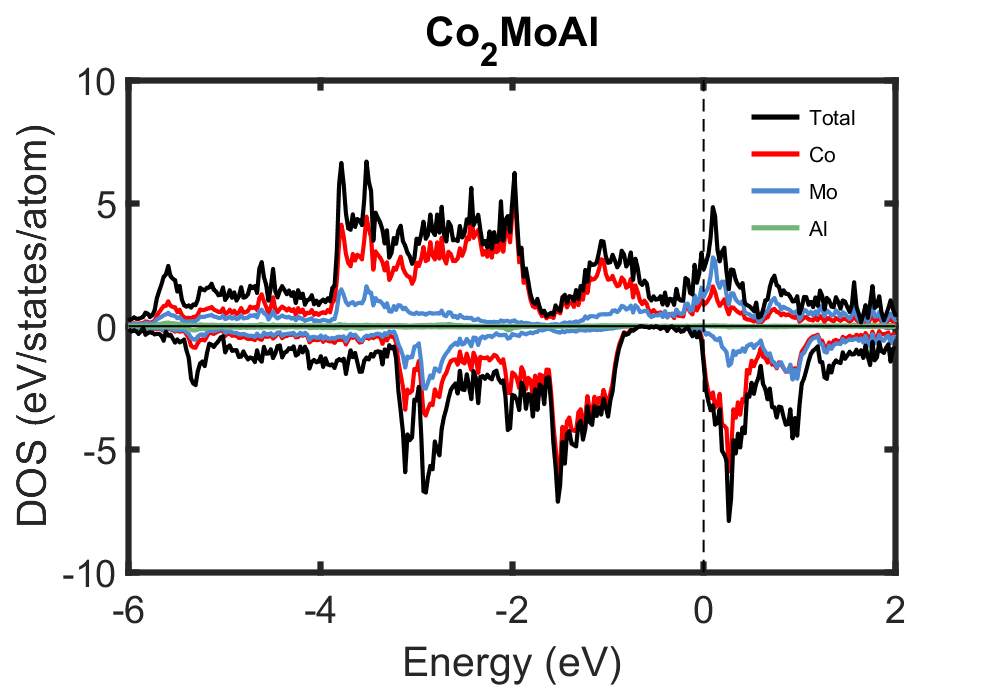 Co₂MoAl
DOS (eV/states/atom)
10
5
0
0
-5
-10
Total
Co
Mo
Al
-6
-4
-2
0
2
Energy (eV)